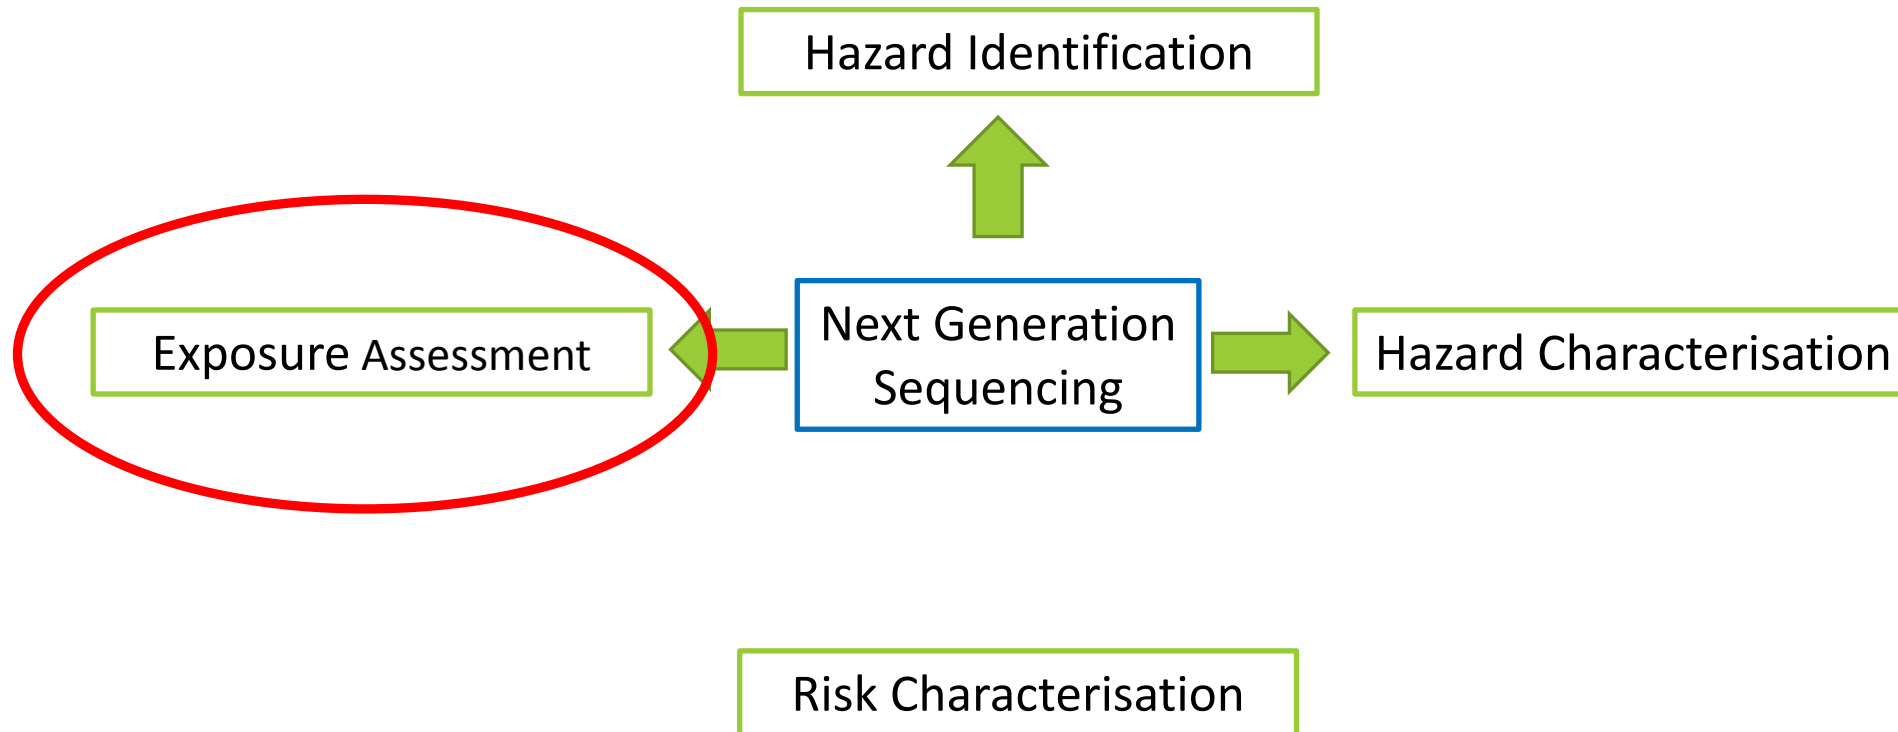 Hazard Identification
Exposure Assessment
Next Generation
Sequencing
Hazard Characterisation
Risk Characterisation